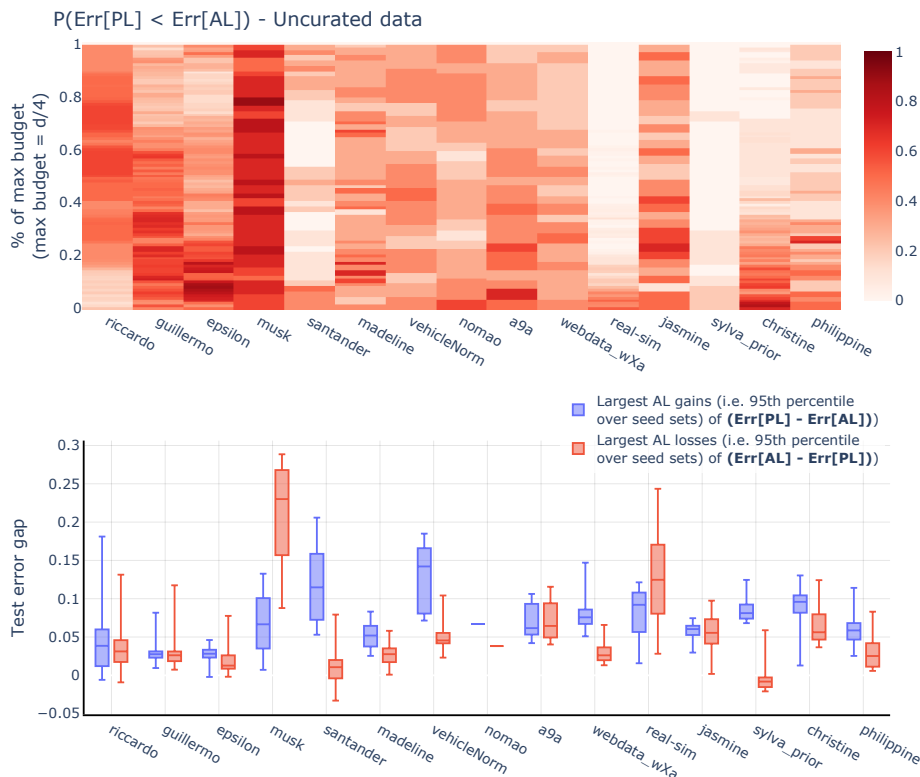 P(Err[PL] < Err[AL]) - Uncurated data
% of max budget
(max budget = d/4)
1
0.8
0.6
0.4
0.2
0
riccardo
guillermo
epsilon
musk
santander
madeline
vehicleNorm
nomao
a9a
webdata_wXa
real-sim
jasmine
sylva_prior
christine
philippine
1
0.8
0.6
0.4
0.2
0
Largest AL gains (i.e. 95th percentile
over seed sets) of (Err[PL] - Err[AL]))
Largest AL losses (i.e. 95th percentile
over seed sets) of (Err[AL] - Err[PL]))
Test error gap
0.3
0.25
0.2
0.15
0.1
0.05
0
−0.05
riccardo
guillermo
epsilon
musk
santander
madeline
vehicleNorm
nomao
a9a
webdata_wXa
real-sim
jasmine
sylva_prior
christine
philippine